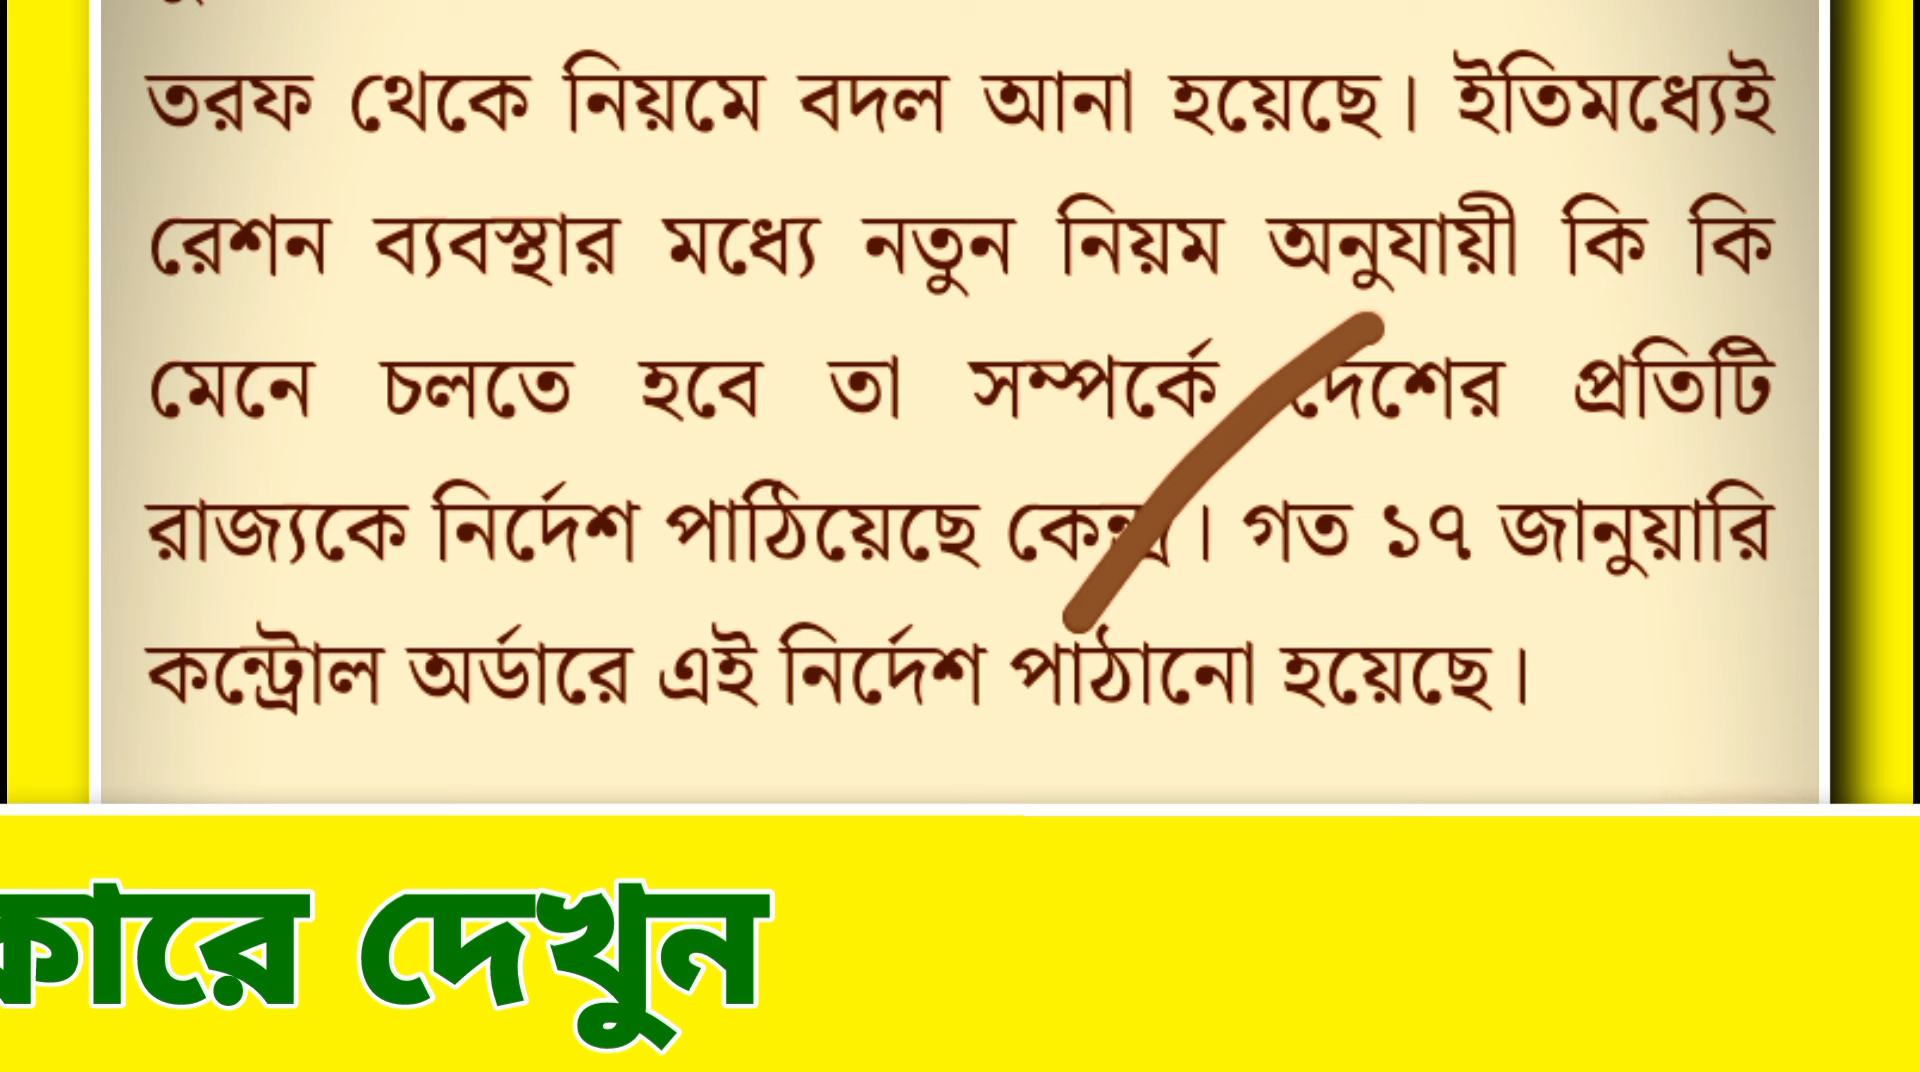 তরফ থেকে নিয়মে বদল আনা হয়েছে। ইতিমধ্যেই
রেশন ব্যবস্থার মধ্যে নতুন নিয়ম অনুযায়ী কি কি
মেনে চলতে হবে তা সম্পর্কে দেশের প্রতিটি
রাজ্যকে নির্দেশ পাঠিয়েছে কেন্দ্র। গত ১৭ জানুয়ারি
কন্ট্রোল অর্ডারে এই নির্দেশ পাঠানো হয়েছে।
কারে দেখুন